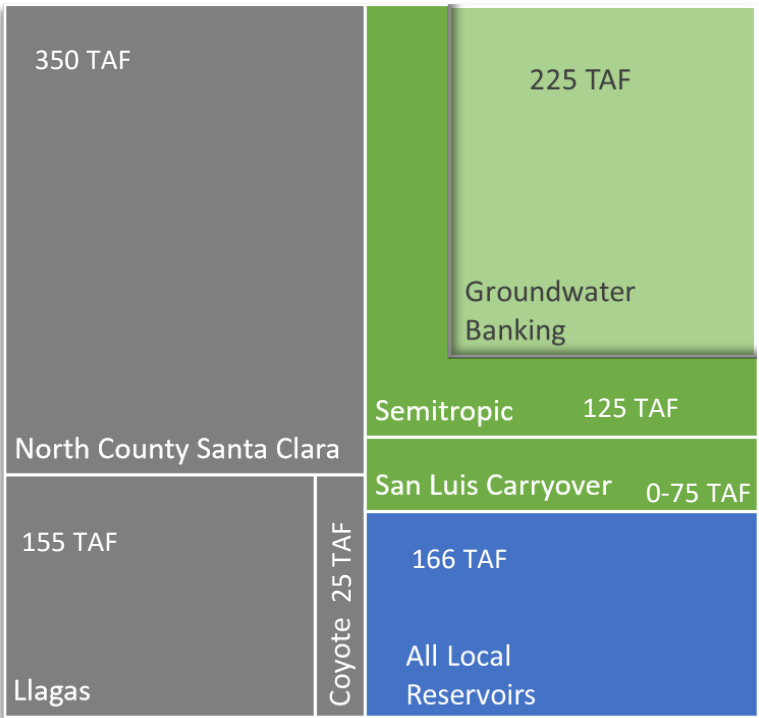 350 TAF
North County Santa Clara
155 TAF
Llagas
Coyote 25 TAF
225 TAF
Groundwater
Banking
Semitropic 125 TAF
San Luis Carryover 0-75 TAF
166 TAF
All Local
Reservoirs